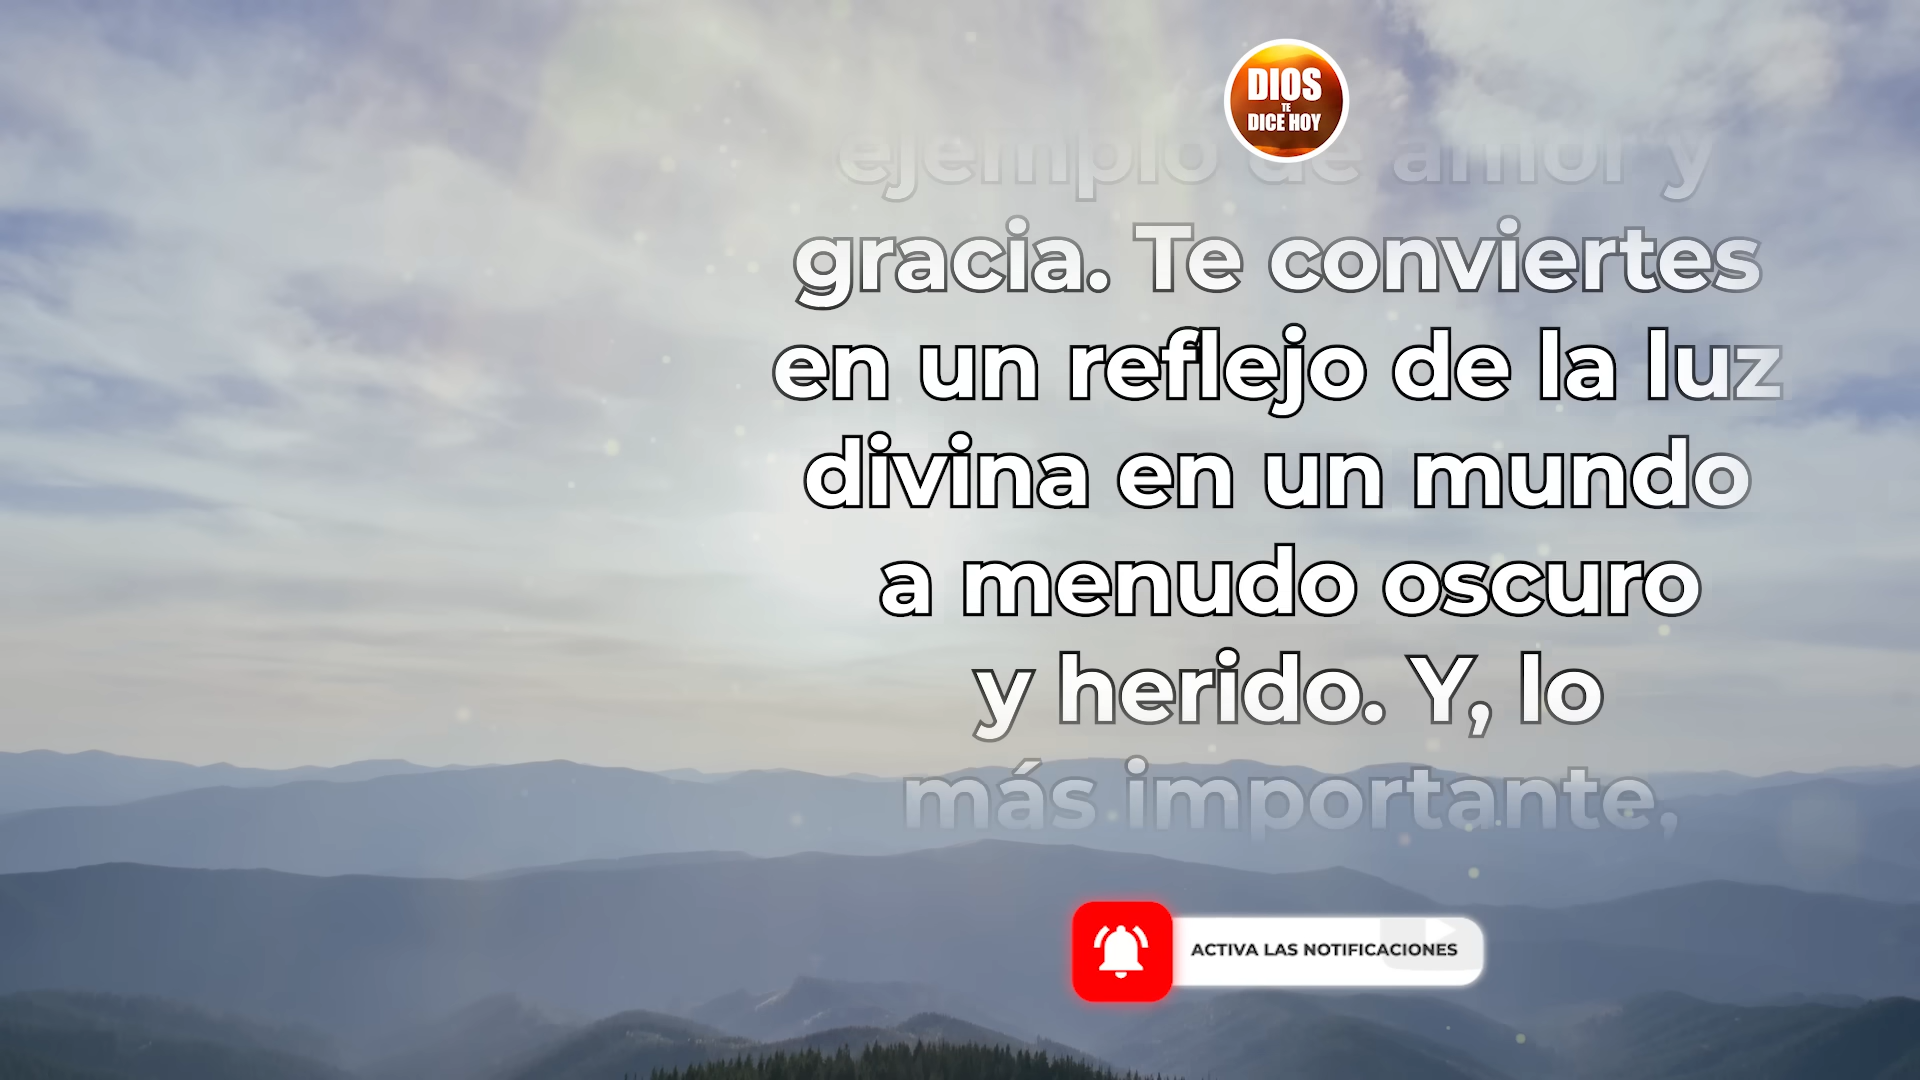 DIOS
TE
DICE HOY
ejemplo de amor y
gracia. Te conviertes
en un reflejo de la luz
divina en un mundo
a menudo oscuro
y herido. Y, lo
más importante,
ACTIVA LAS NOTIFICACIONES